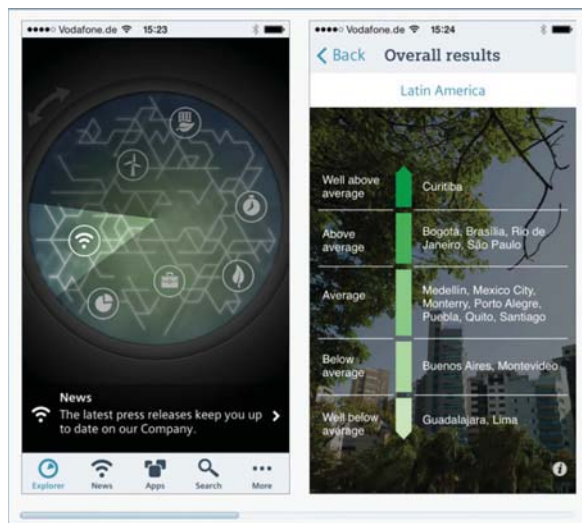 Vodafone.de 15:23
News
The latest press releases keep you up
to date on our Company.
Explorer News Apps Search More
Vodafone.de 15:24
Back Overall results
Latin America
Well above
average
Curitiba
Above
average
Bogotá, Brasília, Rio de
Janeiro, São Paulo
Average
Medellín, Mexico City,
Monterry, Porto Alegre,
Puebla, Quito, Santiago
Below
average
Buenos Aires, Montevideo
Well below
average
Guadalajara, Lima